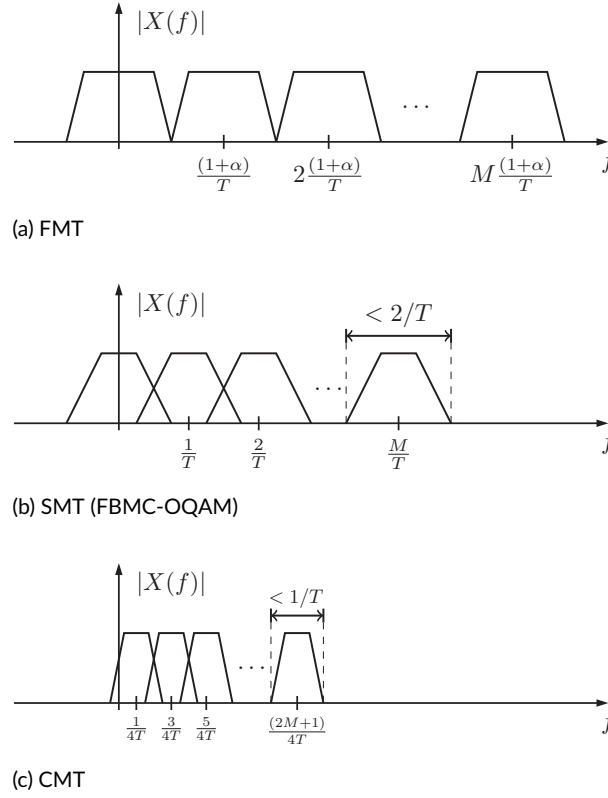 |X(f)|
...
(1+α)/T 2 (1+α)/T M (1+α)/T
f
(a) FMT
|X(f)|
< 2/T
...
1/T 2/T M/T
f
(b) SMT (FBMC-OQAM)
|X(f)|
< 1/T
...
1/4T 3/4T 5/4T (2M+1)/4T
f
(c) CMT